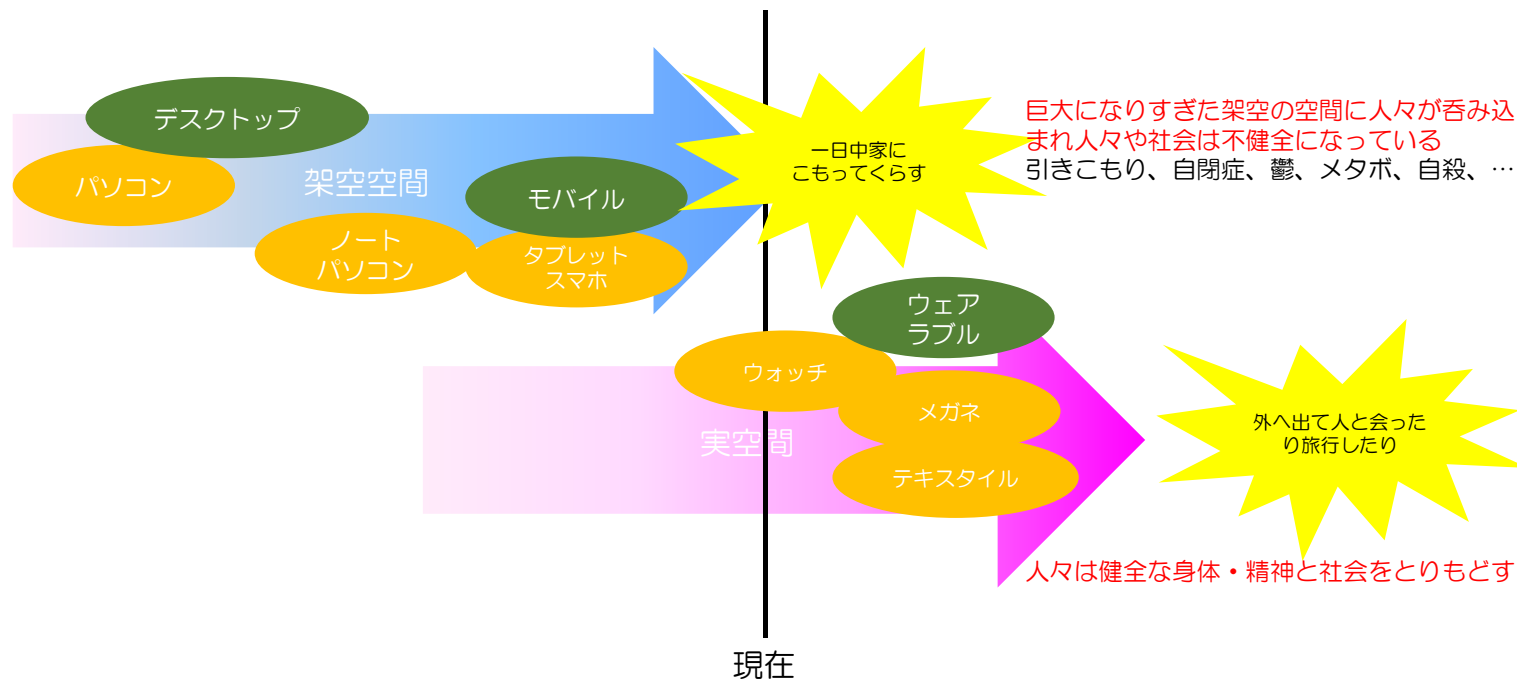 デスクトップ
パソコン
架空空間
モバイル
ノート
パソコン
タブレット
スマホ
一日中家に
こもってくらす
巨大になりすぎた架空の空間に人々が呑み込
まれ人々や社会は不健全になっている
引きこもり、自閉症、鬱、メタボ、自殺、…
ウェア
ラブル
ウォッチ
メガネ
実空間
テキスタイル
外へ出て人と会った
り旅行したり
人々は健全な身体・精神と社会をとりもどす
現在